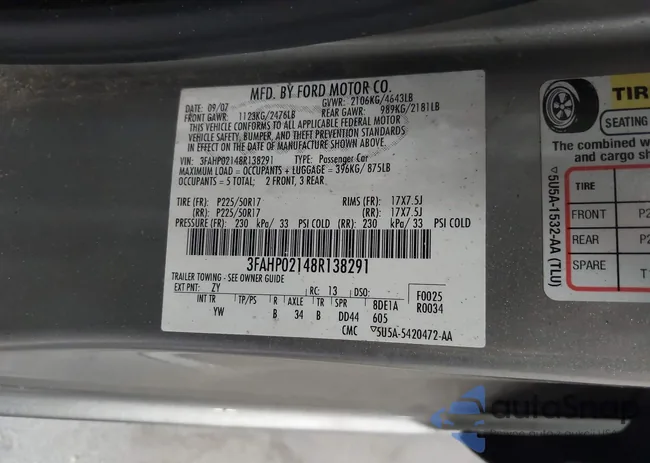 MFD. BY FORD MOTOR CO.
DATE: 09/07 GVWR: 2106KG/4643LB
FRONT GAWR: 1123KG/2476LB REAR GAWR: 989KG/2181LB
THIS VEHICLE CONFORMS TO ALL APPLICABLE FEDERAL MOTOR
VEHICLE SAFETY, BUMPER, AND THEFT PREVENTION STANDARDS
IN EFFECT ON THE DATE OF MANUFACTURE SHOWN ABOVE.
VIN: 3FAHP02148R138291 TYPE: Passenger Car
MAXIMUM LOAD = OCCUPANTS + LUGGAGE = 396KG/ 875LB
OCCUPANTS = 5 TOTAL; 2 FRONT, 3 REAR
TIRE (FR): P225/50R17 RIMS (FR): 17X7.5J
(RR): P225/50R17 (RR): 17X7.5J
PRESSURE (FR): 230 kPa/ 33 PSI COLD (RR): 230 kPa/ 33 PSI COLD
3FAHP02148R138291
TRAILER TOWING - SEE OWNER GUIDE
EXT PNT: ZY RC: 13 DSO: F0025
INT TR TP/PS R AXLE TR SPR 8DE1A R0034
YW B 34 B DD44 605
CMC ▽5U5A-5420472-AA
TIR
SEATING
The combined w
and cargo sh
TIRE
FRONT P2
REAR P2
SPARE T1
▽5U5A-1532-AA (TLU)
autoSnap